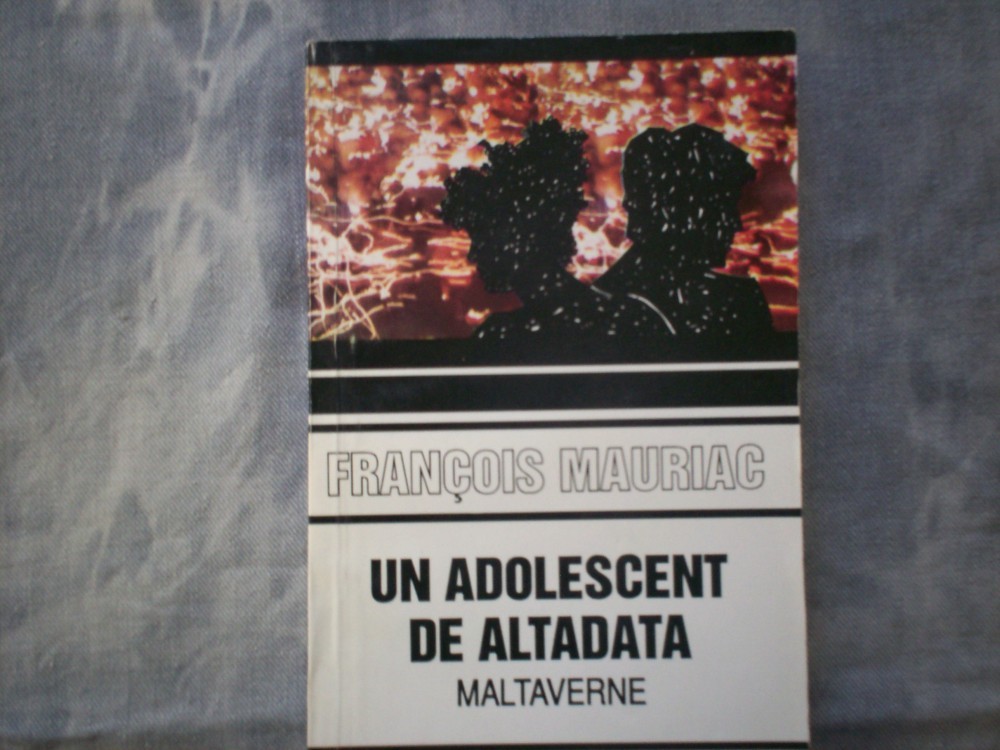 FRANÇOIS MAURIAC
UN ADOLESCENT
DE ALTADATA
MALTAVERNE